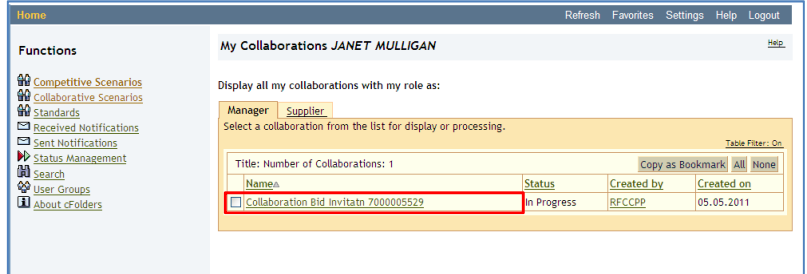 Home Refresh Favorites Settings Help Logout
Functions
Competitive Scenarios
Collaborative Scenarios
Standards
Received Notifications
Sent Notifications
Status Management
Search
User Groups
About cFolders
My Collaborations JANET MULLIGAN Help
Display all my collaborations with my role as:
Manager Supplier
Select a collaboration from the list for display or processing.
Table Filter: On
Title: Number of Collaborations: 1 Copy as Bookmark All None
Name Status Created by Created on
Collaboration Bid Invitatn 7000005529 In Progress RFCCPP 05.05.2011